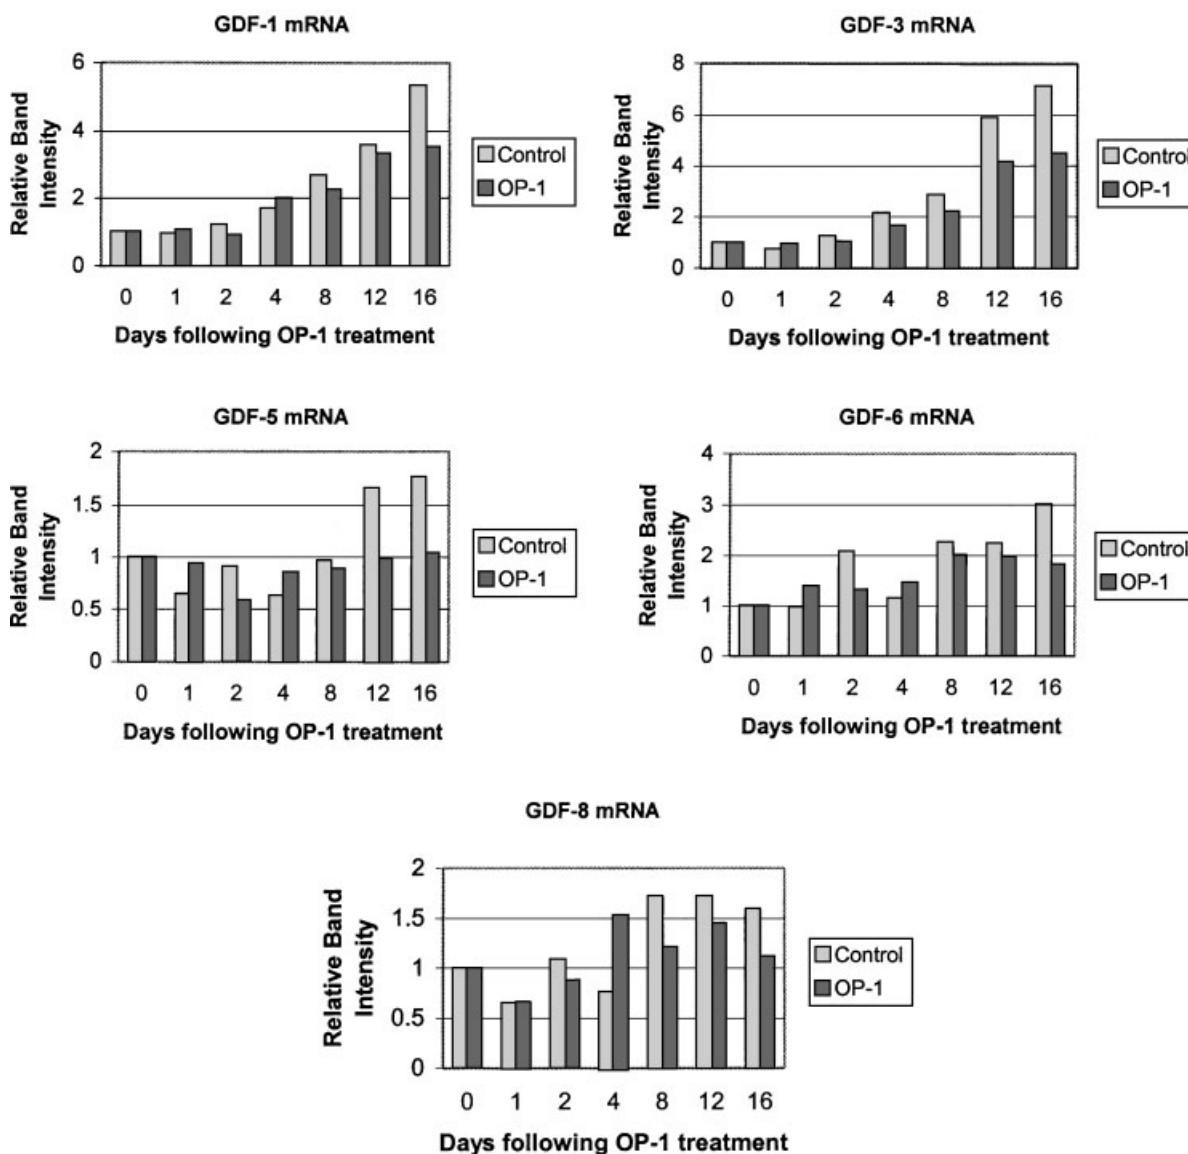 GDF-1 mRNA
Relative Band
Intensity
6
4
2
0
0 1 2 4 8 12 16
Days following OP-1 treatment
Control
OP-1
GDF-3 mRNA
Relative Band
Intensity
8
6
4
2
0
0 1 2 4 8 12 16
Days following OP-1 treatment
Control
OP-1
GDF-5 mRNA
Relative Band
Intensity
2
1.5
1
0.5
0
0 1 2 4 8 12 16
Days following OP-1 treatment
Control
OP-1
GDF-6 mRNA
Relative Band
Intensity
4
3
2
1
0
0 1 2 4 8 12 16
Days following OP-1 treatment
Control
OP-1
GDF-8 mRNA
Relative Band
Intensity
2
1.5
1
0.5
0
0 1 2 4 8 12 16
Days following OP-1 treatment
Control
OP-1